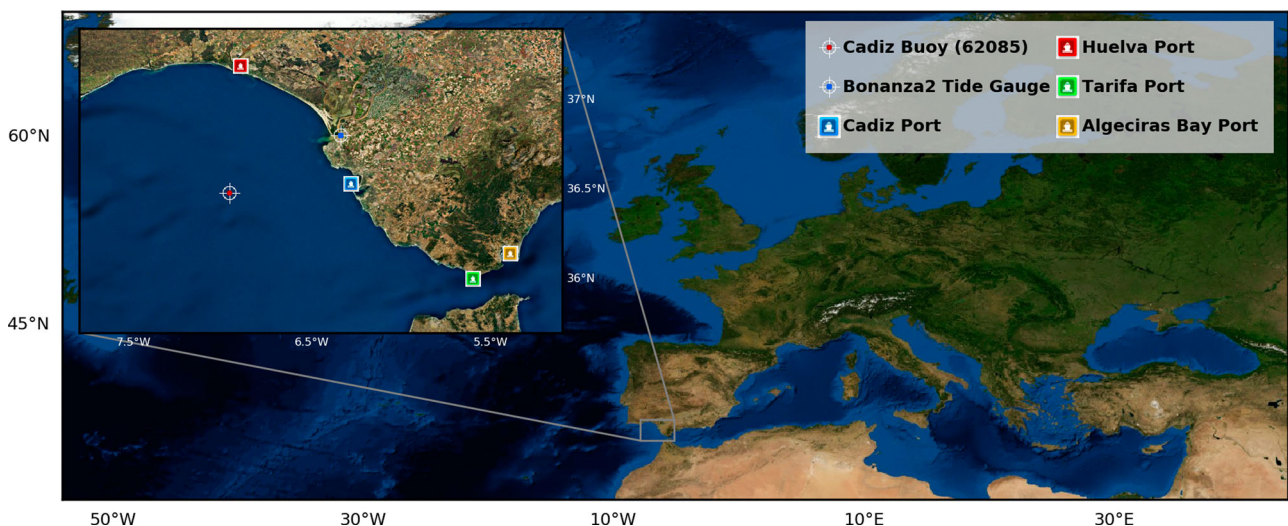 Cadiz Buoy (62085)
Huelva Port
Bonanza2 Tide Gauge
Tarifa Port
Cadiz Port
Algeciras Bay Port
37°N
36.5°N
36°N
7.5°W
6.5°W
5.5°W
60°N
45°N
50°W
30°W
10°W
10°E
30°E